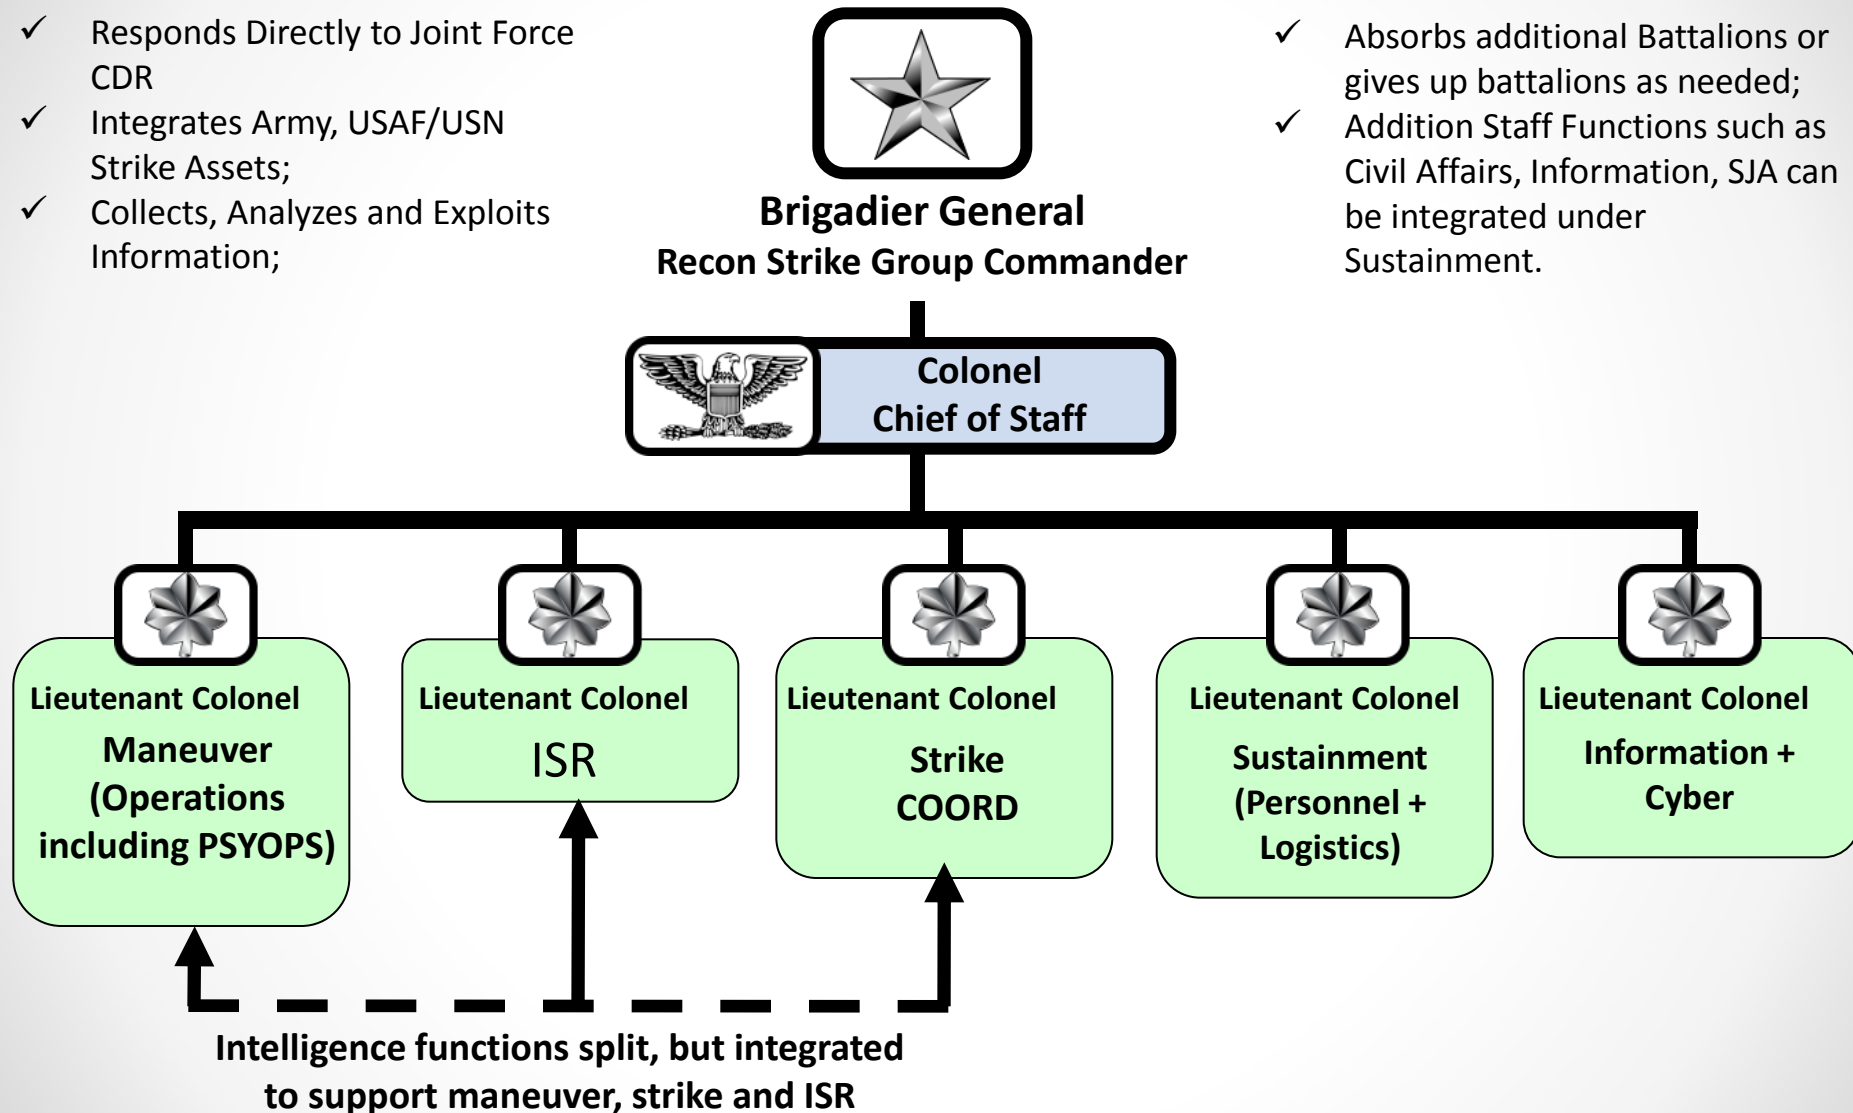 ✓ Responds Directly to Joint Force
CDR
✓ Integrates Army, USAF/USN
Strike Assets;
✓ Collects, Analyzes and Exploits
Information;
✓ Absorbs additional Battalions or
gives up battalions as needed;
✓ Addition Staff Functions such as
Civil Affairs, Information, SJA can
be integrated under
Sustainment.
Brigadier General
Recon Strike Group Commander
Colonel
Chief of Staff
Lieutenant Colonel
Maneuver
(Operations
including PSYOPS)
Lieutenant Colonel
ISR
Lieutenant Colonel
Strike
COORD
Lieutenant Colonel
Sustainment
(Personnel +
Logistics)
Lieutenant Colonel
Information +
Cyber
Intelligence functions split, but integrated
to support maneuver, strike and ISR